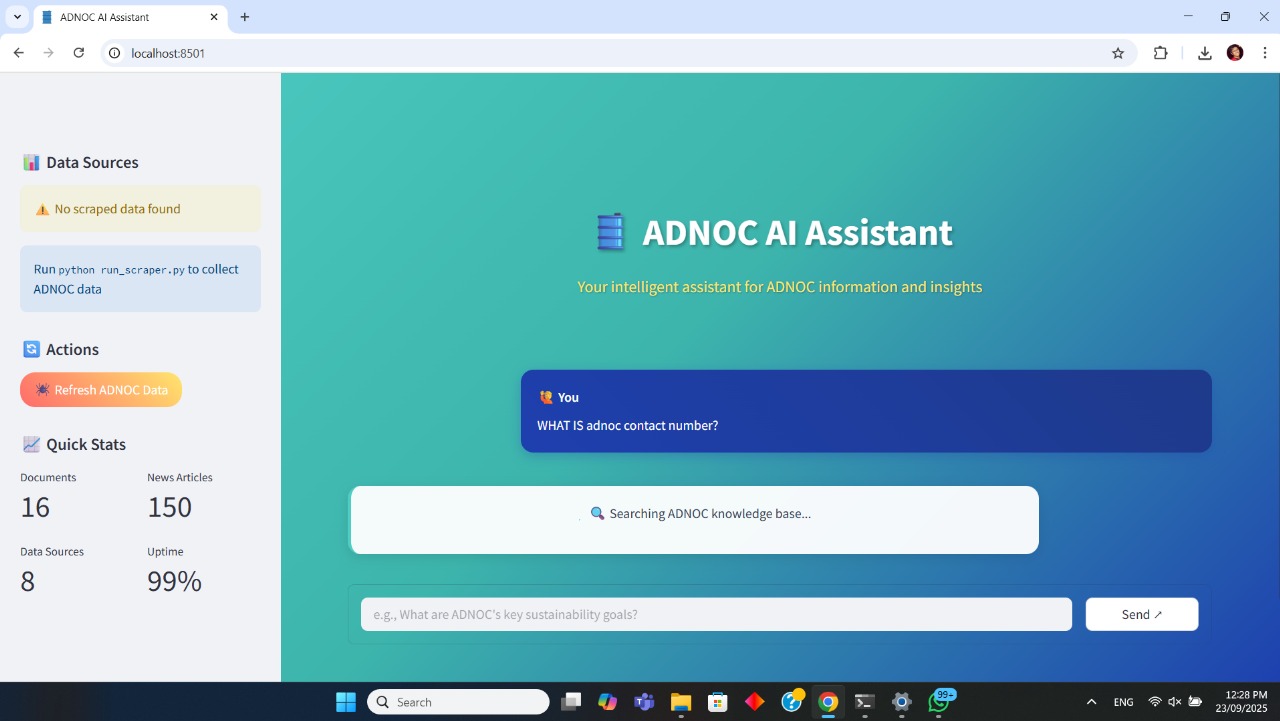 ADNOC AI Assistant
localhost:8501
Data Sources
No scraped data found
Run python run_scraper.py to collect
ADNOC data
Actions
Refresh ADNOC Data
Quick Stats
Documents
16
News Articles
150
Data Sources
8
Uptime
99%
ADNOC AI Assistant
Your intelligent assistant for ADNOC information and insights
You
WHAT IS adnoc contact number?
Searching ADNOC knowledge base...
e.g., What are ADNOC's key sustainability goals?
Send ↗
Search
99+
ENG
12:28 PM
23/09/2025